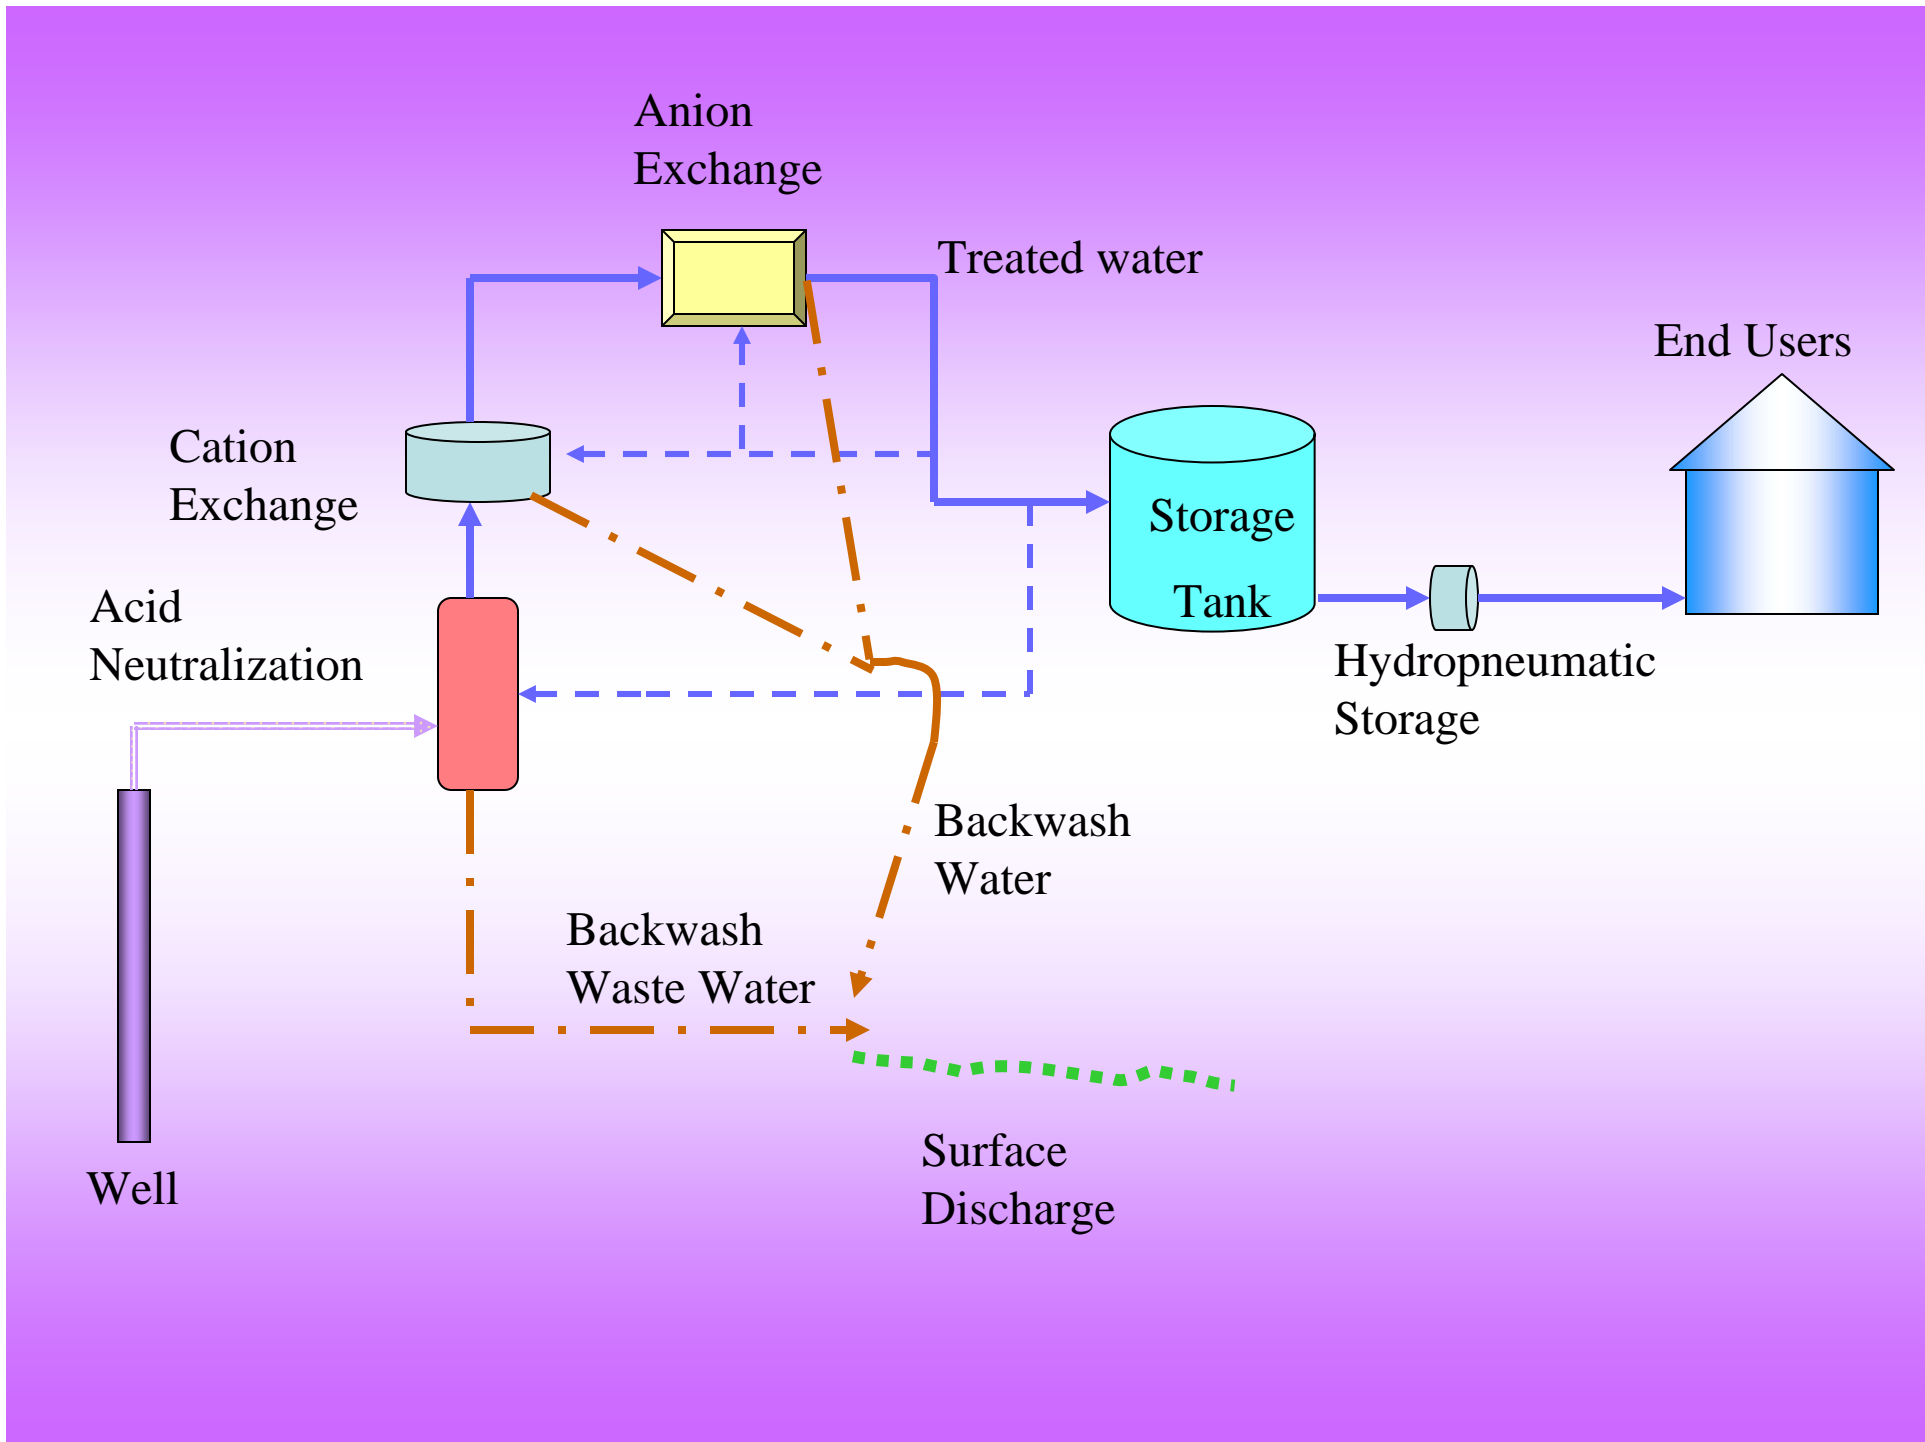 Anion
Exchange
Treated water
End Users
Cation
Exchange
Storage
Tank
Acid
Neutralization
Hydropneumatic
Storage
Backwash
Water
Backwash
Waste Water
Surface
Discharge
Well